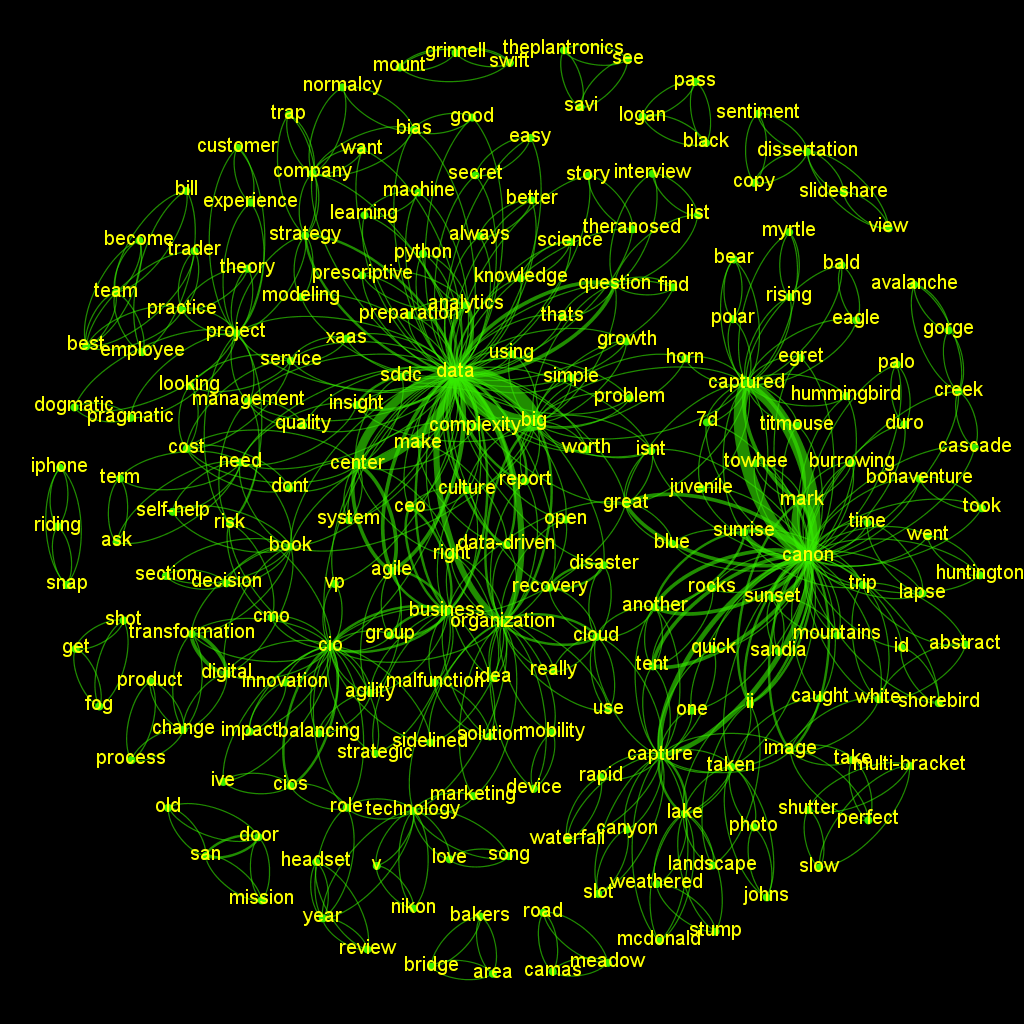 grinnell
theplantronics
mount
swift
see
normalcy
pass
trap
savi
logan
sentiment
good
bias
easy
black
customer
want
dissertation
company
secret
story
interview
copy
bill
machine
slideshare
experience
better
learning
list
theranosed
view
become
strategy
always
science
myrtle
trader
python
bear
bald
theory
prescriptive
knowledge
question
find
avalanche
team
modeling
analytics
rising
practice
preparation
thats
polar
eagle
gorge
project
xaas
growth
best
employee
service
using
horn
egret
palo
data
sddc
simple
captured
looking
management
insight
problem
hummingbird
creek
dogmatic
pragmatic
quality
complexity
big
7d
titmouse
duro
cost
make
worth
isnt
cascade
iphone
need
center
towhee
burrowing
term
bonaventure
dont
culture
report
juvenile
mark
self-help
ceo
great
took
riding
risk
system
open
sunrise
time
went
ask
book
data-driven
blue
right
canon
disaster
section
decision
vp
agile
recovery
rocks
trip
huntington
snap
sunset
lapse
another
shot
cmo
business
organization
transformation
group
cloud
mountains
get
cio
quick
sandia
id
abstract
digital
tent
product
innovation
malfunction
idea
really
agility
fog
use
one
ii
caught
white
shorebird
change
impact
balancing
solution
mobility
strategic
sidelined
capture
image
process
taken
take
multi-bracket
ive
cios
rapid
device
marketing
old
role
technology
lake
shutter
perfect
door
waterfall
canyon
photo
san
headset
v
love
song
landscape
slow
weathered
mission
slot
johns
year
nikon
bakers
road
stump
review
mcdonald
bridge
area
camas
meadow